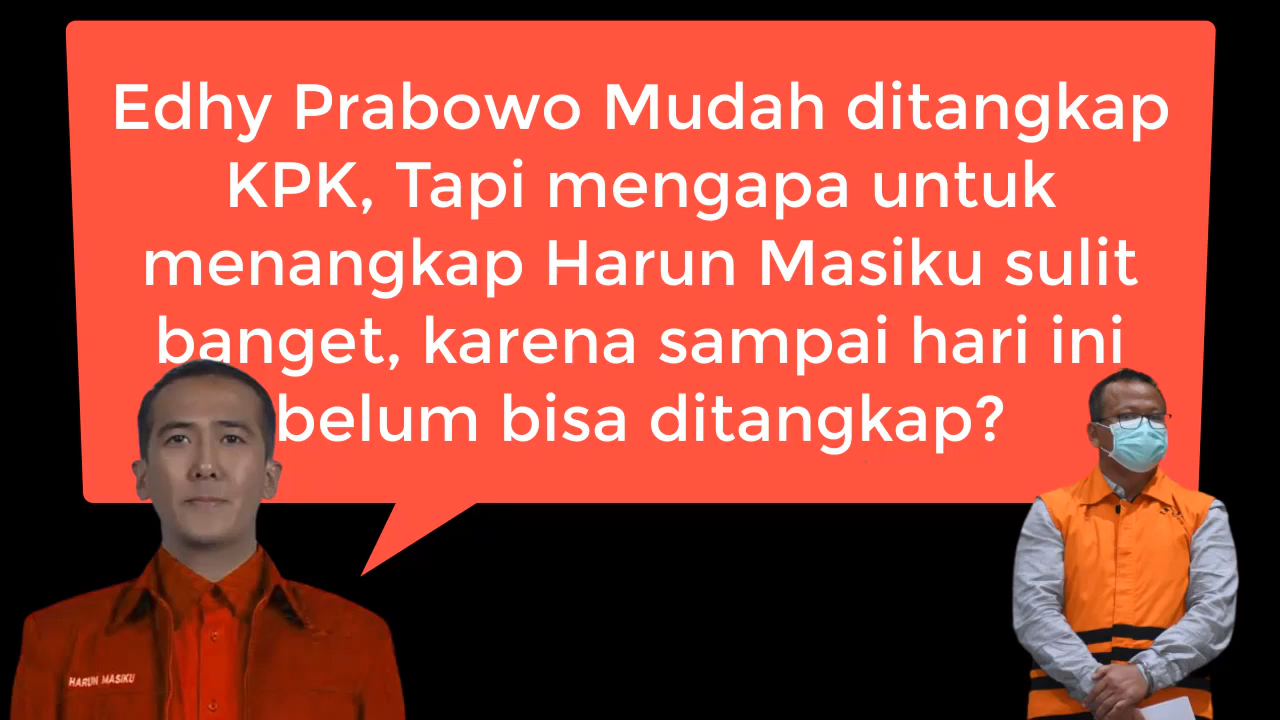 Edhy Prabowo Mudah ditangkap
KPK, Tapi mengapa untuk
menangkap Harun Masiku sulit
banget, karena sampai hari ini
belum bisa ditangkap?
HARUN MASIKU